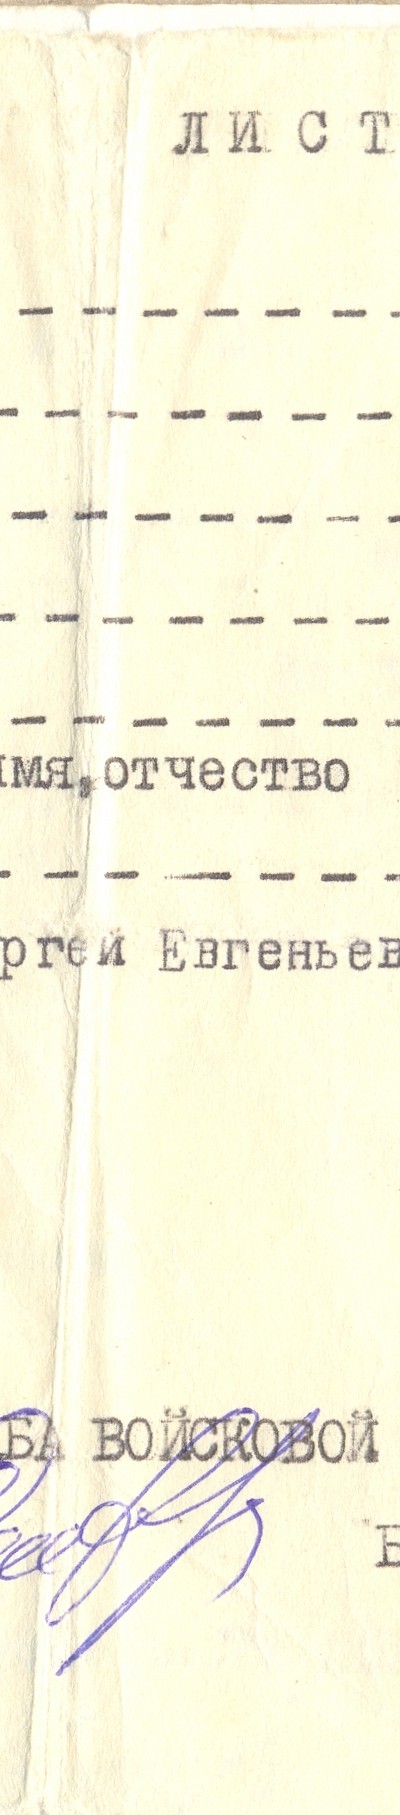 ЛИСТ
— — — — — — —
— — — — — — —
— — — — — — —
— — — — — — —
— — — — — — —
имя,отчество
— — — — — — —
ргей Евгеньев
БА ВОЙСКОВОЙ
Б